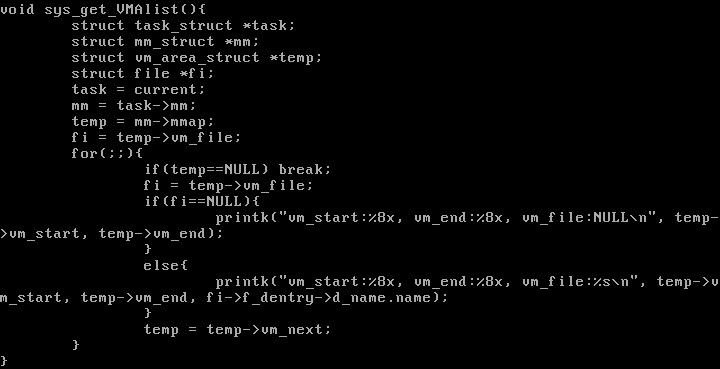 void sys_get_VMAlist(){
        struct task_struct *task;
        struct mm_struct *mm;
        struct vm_area_struct *temp;
        struct file *fi;
        task = current;
        mm = task->mm;
        temp = mm->mmap;
        fi = temp->vm_file;
        for(;;){
                if(temp==NULL) break;
                fi = temp->vm_file;
                if(fi==NULL){
                        printk("vm_start:%8x, vm_end:%8x, vm_file:NULL\n", temp-
>vm_start, temp->vm_end);
                }
                else{
                        printk("vm_start:%8x, vm_end:%8x, vm_file:%s\n", temp->v
m_start, temp->vm_end, fi->f_dentry->d_name.name);
                }
                temp = temp->vm_next;
        }
}